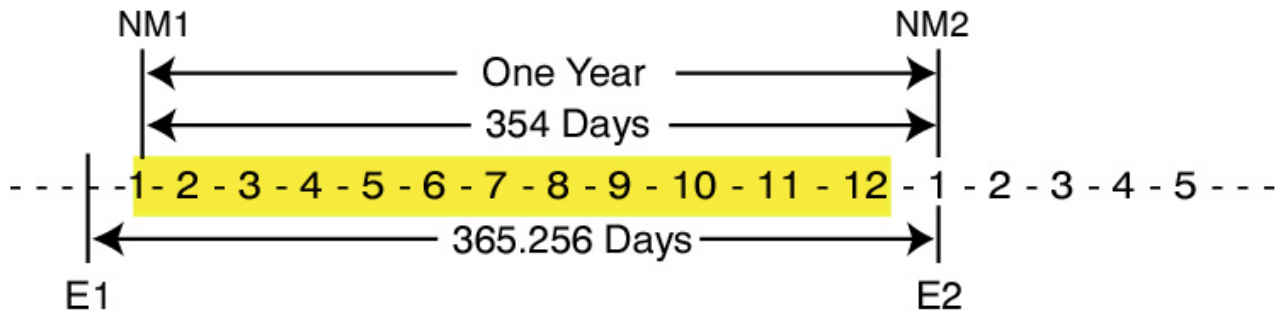 NM1 NM2
One Year
354 Days
- - - - - 1 - 2 - 3 - 4 - 5 - 6 - 7 - 8 - 9 - 10 - 11 - 12 - 1 - 2 - 3 - 4 - 5 - - -
365.256 Days
E1 E2